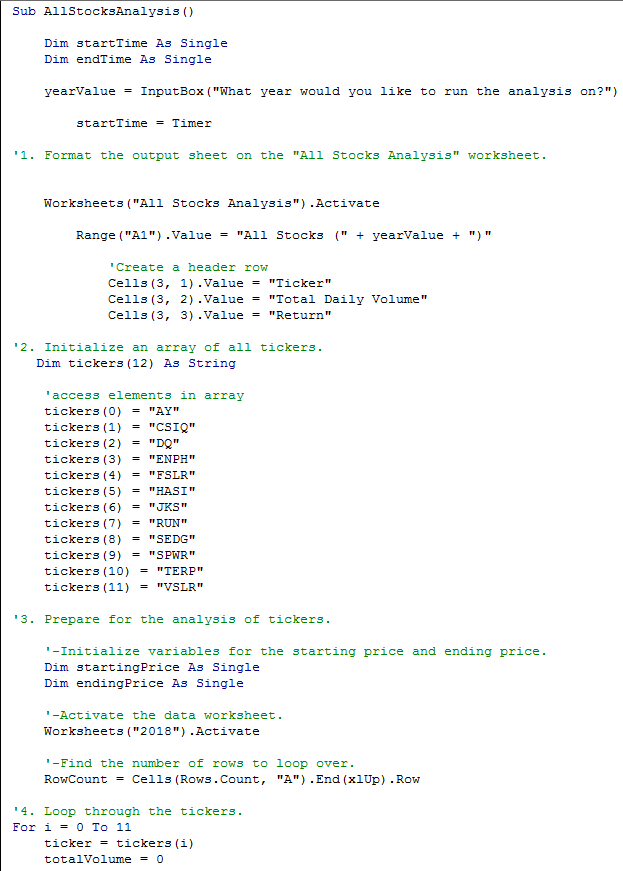 Sub AllStocksAnalysis()
Dim startTime As Single
Dim endTime As Single
yearValue = InputBox("What year would you like to run the analysis on?")
startTime = Timer
'1. Format the output sheet on the "All Stocks Analysis" worksheet.
Worksheets("All Stocks Analysis").Activate
Range("A1").Value = "All Stocks (" + yearValue + ")"
'Create a header row
Cells(3, 1).Value = "Ticker"
Cells(3, 2).Value = "Total Daily Volume"
Cells(3, 3).Value = "Return"
'2. Initialize an array of all tickers.
Dim tickers(12) As String
'access elements in array
tickers(0) = "AY"
tickers(1) = "CSIQ"
tickers(2) = "DQ"
tickers(3) = "ENPH"
tickers(4) = "FSLR"
tickers(5) = "HASI"
tickers(6) = "JKS"
tickers(7) = "RUN"
tickers(8) = "SEDG"
tickers(9) = "SPWR"
tickers(10) = "TERP"
tickers(11) = "VSLR"
'3. Prepare for the analysis of tickers.
'-Initialize variables for the starting price and ending price.
Dim startingPrice As Single
Dim endingPrice As Single
'-Activate the data worksheet.
Worksheets("2018").Activate
'-Find the number of rows to loop over.
RowCount = Cells(Rows.Count, "A").End(xlUp).Row
'4. Loop through the tickers.
For i = 0 To 11
ticker = tickers(i)
totalVolume = 0